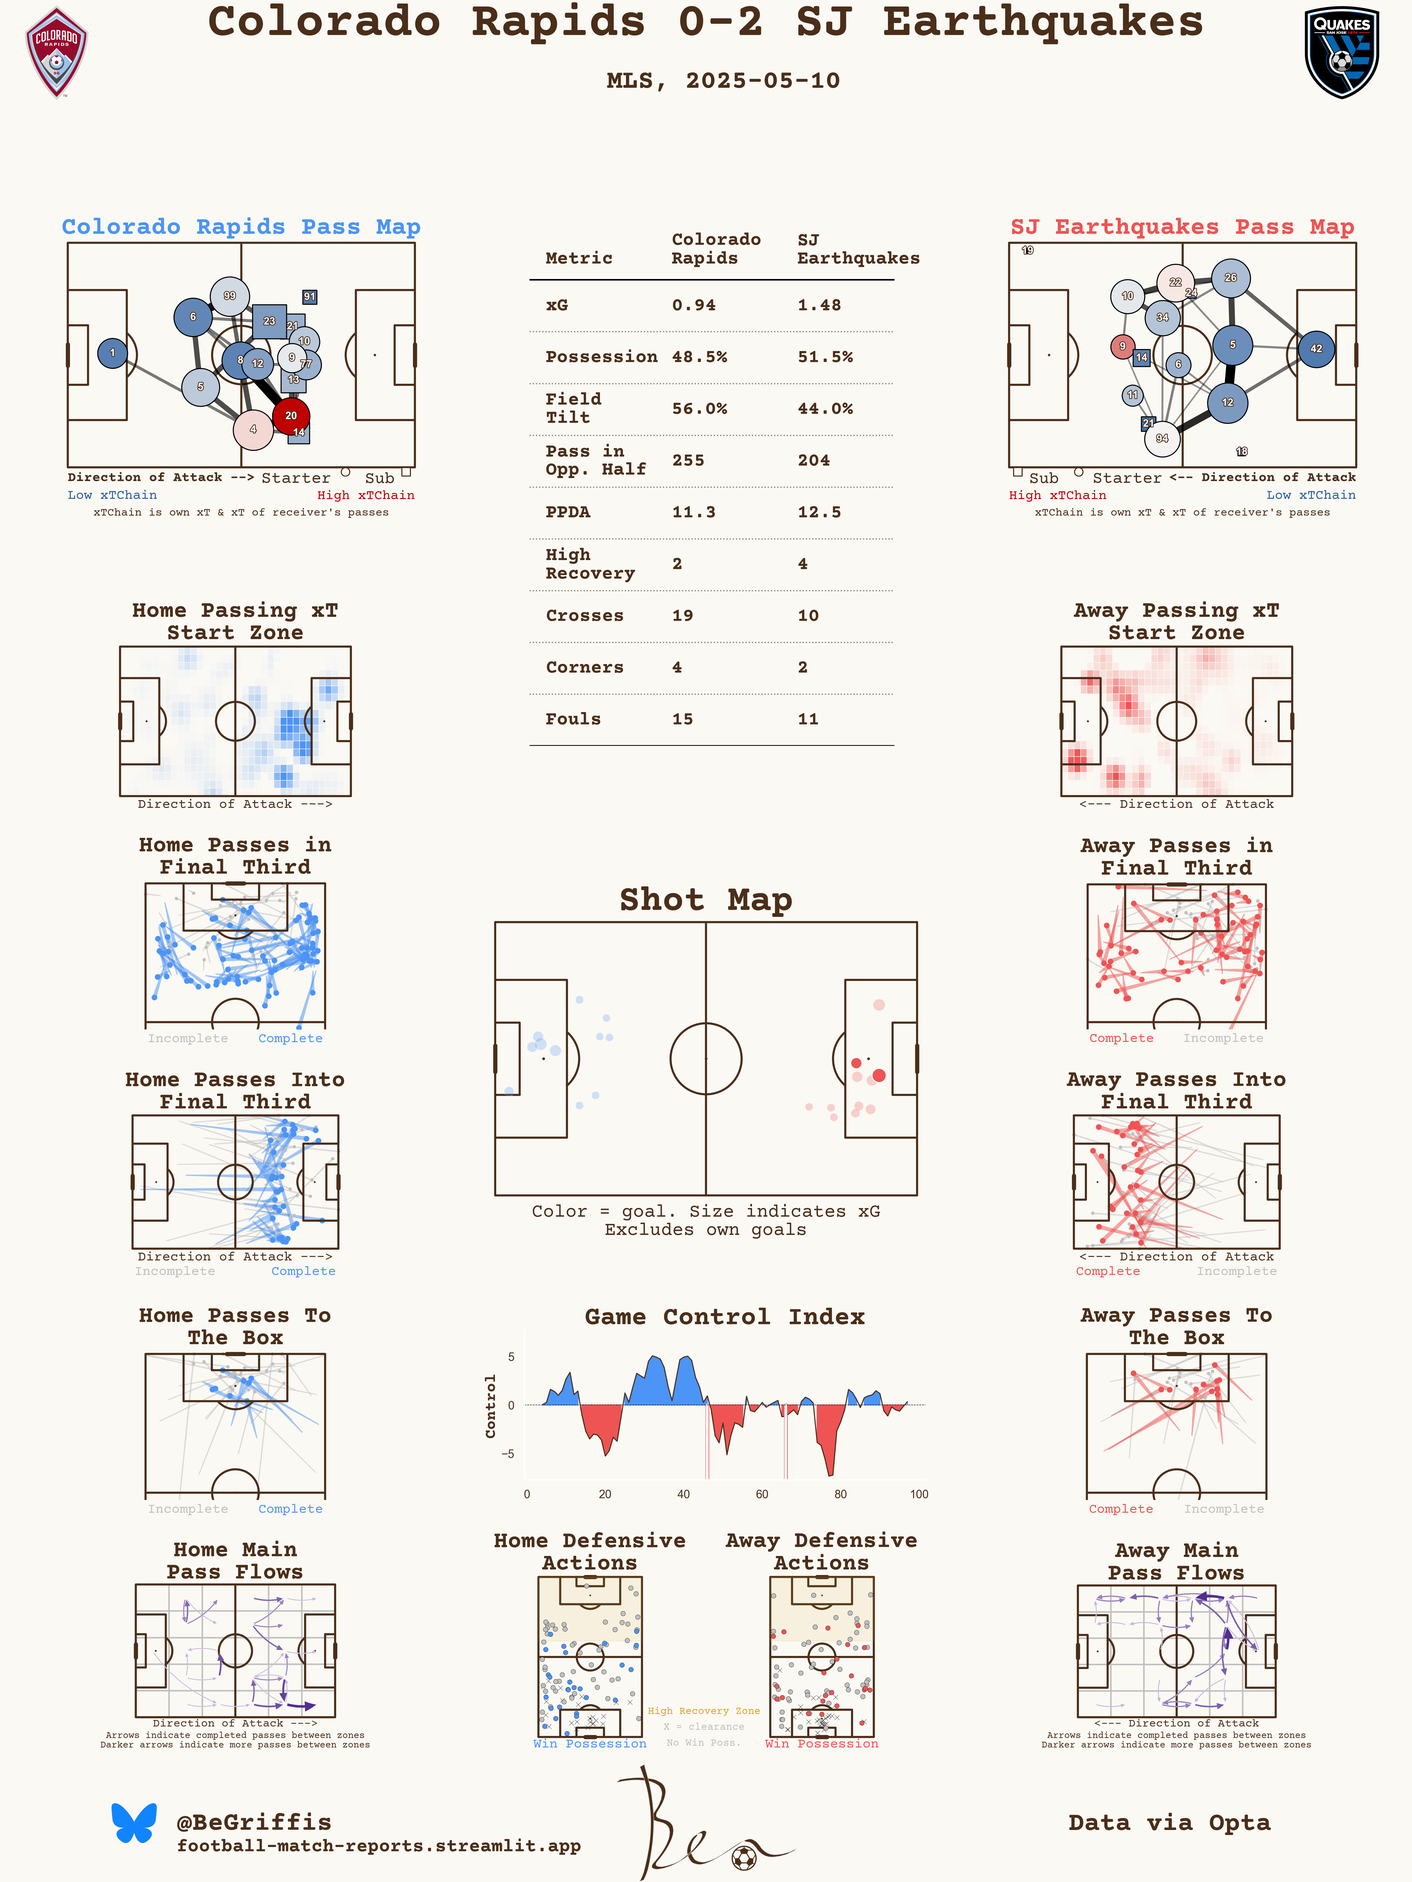 Colorado Rapids 0-2 SJ Earthquakes
MLS, 2025-05-10
COLORADO
RAPIDS
QUAKES
Colorado Rapids Pass Map
1
6
99
5
8
12
4
23
21
91
10
9
77
13
20
14
Direction of Attack --> Starter Sub
Low xTChain High xTChain
xTChain is own xT & xT of receiver's passes
Metric Colorado Rapids SJ Earthquakes
xG 0.94 1.48
Possession 48.5% 51.5%
Field Tilt 56.0% 44.0%
Pass in Opp. Half 255 204
PPDA 11.3 12.5
High Recovery 2 4
Crosses 19 10
Corners 4 2
Fouls 15 11
SJ Earthquakes Pass Map
19
10
22
24
26
34
9
14
6
5
42
11
21
94
12
18
Sub Starter <-- Direction of Attack
High xTChain Low xTChain
xTChain is own xT & xT of receiver's passes
Home Passing xT
Start Zone
Direction of Attack --->
Away Passing xT
Start Zone
<--- Direction of Attack
Home Passes in
Final Third
Incomplete Complete
Away Passes in
Final Third
Complete Incomplete
Shot Map
Color = goal. Size indicates xG
Excludes own goals
Home Passes Into
Final Third
Direction of Attack --->
Incomplete Complete
Away Passes Into
Final Third
<--- Direction of Attack
Complete Incomplete
Home Passes To
The Box
Incomplete Complete
Game Control Index
Control
5
0
−5
0 20 40 60 80 100
Away Passes To
The Box
Complete Incomplete
Home Main
Pass Flows
Direction of Attack --->
Arrows indicate completed passes between zones
Darker arrows indicate more passes between zones
Home Defensive
Actions
Win Possession
High Recovery Zone
X = clearance
No Win Poss.
Away Defensive
Actions
Win Possession
Away Main
Pass Flows
<--- Direction of Attack
Arrows indicate completed passes between zones
Darker arrows indicate more passes between zones
@BeGriffis
football-match-reports.streamlit.app
Ben
Data via Opta